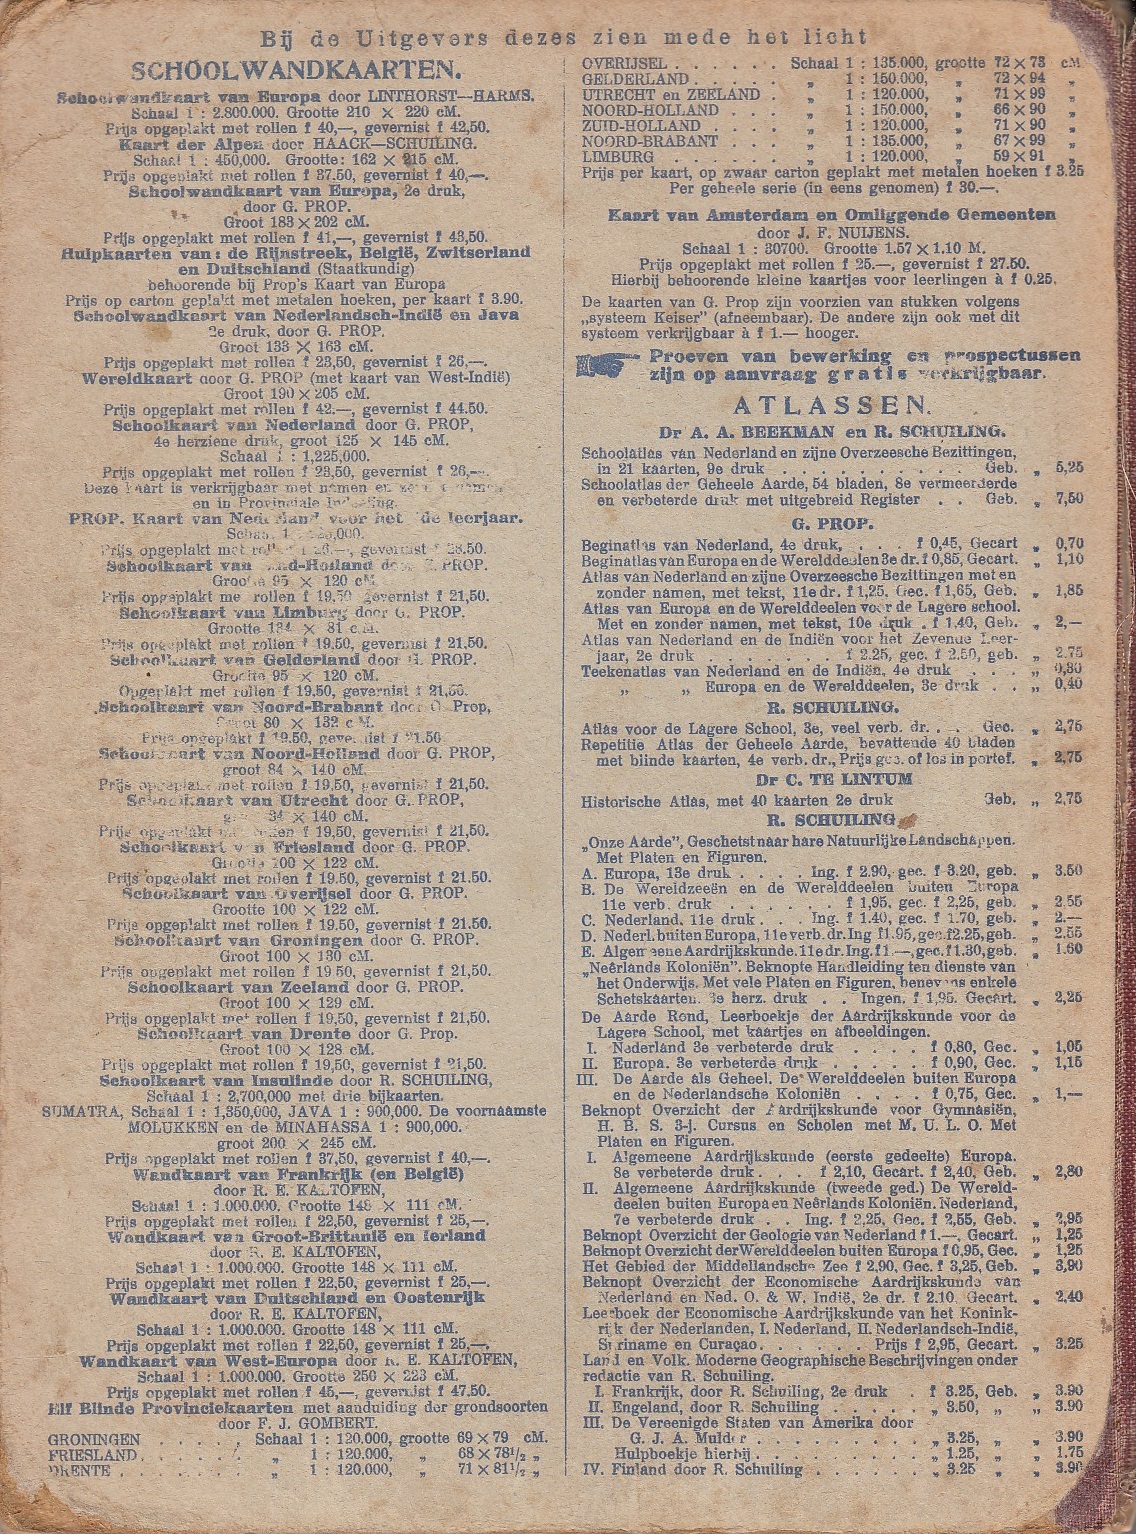 Bij de Uitgevers dezes zien mede het licht
SCHOOLWANDKAARTEN.
Schoolwandkaart van Europa door LINTHORST—HARMS.
Schaal 1 : 2.800.000. Grootte 210 × 220 cM.
Prijs opgeplakt met rollen f 40,—, gevernist f 42,50.
Kaart der Alpen door HAACK—SCHUILING.
Schaal 1 : 450,000. Grootte: 162 × 215 cM.
Prijs opgeplakt met rollen f 37.50, gevernist f 40,—.
Schoolwandkaart van Europa, 2e druk,
door G. PROP.
Groot 183 × 202 cM.
Prijs opgeplakt met rollen f 41,—, gevernist f 43,50.
Hulpkaarten van: de Rijnstreek, België, Zwitserland
en Duitschland (Staatkundig)
behoorende bij Prop's Kaart van Europa
Prijs op carton geplakt met metalen hoeken, per kaart f 3.90.
Schoolwandkaart van Nederlandsch-Indië en Java
2e druk, door G. PROP.
Groot 133 × 163 cM.
Prijs opgeplakt met rollen f 23,50, gevernist f 26,—.
Wereldkaart door G. PROP (met kaart van West-Indië)
Groot 190 × 205 cM.
Prijs opgeplakt met rollen f 42.—, gevernist f 44.50.
Schoolkaart van Nederland door G. PROP,
4e herziene druk, groot 125 × 145 cM.
Schaal 1 : 1,225,000.
Prijs opgeplakt met rollen f 23,50, gevernist f 26,—.
Deze kaart is verkrijgbaar met namen en
en in Provinciale
PROP. Kaart van Nederland voor het de leerjaar.
Schaal 1
Prijs opgeplakt met rollen f gevernist f 28.50.
Schoolkaart van door G. PROP.
Grootte 95 × 120 cM.
Prijs opgeplakt met rollen f 19.50 gevernist f 21,50.
Schoolkaart van Limburg door G. PROP.
Grootte 134 × 81 cM.
Prijs opgeplakt met rollen f 19.50, gevernist f 21.50.
Schoolkaart van Gelderland door G. PROP.
Grootte 95 × 120 cM.
Opgeplakt met rollen f 19.50, gevernist f 21,50.
Schoolkaart van Noord-Brabant door G. Prop,
Groot 80 × 132 cM.
Prijs opgeplakt f 19.50, gevernist f 21.50
Schoolkaart van Noord-Holland door G. PROP,
groot 84 × 140 cM.
Prijs opgeplakt met rollen f 19,50, gevernist f 21,50.
Schoolkaart van Utrecht door G. PROP,
× 140 cM.
Prijs opgeplakt met rollen f 19,50, gevernist f 21,50.
Schoolkaart van Friesland door G. PROP.
Grootte 100 × 122 cM.
Prijs opgeplakt met rollen f 19.50, gevernist f 21.50.
Schoolkaart van Overijsel door G. PROP.
Grootte 100 × 122 cM.
Prijs opgeplakt met rollen f 19.50, gevernist f 21.50.
Schoolkaart van Groningen door G. PROP.
Groot 100 × 130 cM.
Prijs opgeplakt met rollen f 19 50, gevernist f 21,50.
Schoolkaart van Zeeland door G. PROP.
Groot 100 × 129 cM.
Prijs opgeplakt met rollen f 19,50, gevernist f 21,50.
Schoolkaart van Drente door G. Prop.
Groot 100 × 128 cM.
Prijs opgeplakt met rollen f 19,50, gevernist f 21,50.
Schoolkaart van Insulinde door R. SCHUILING,
Schaal 1 : 2,700,000 met drie bijkaarten.
SUMATRA, Schaal 1 : 1,350,000, JAVA 1 : 900,000. De voornaamste
MOLUKKEN en de MINAHASSA 1 : 900,000.
groot 200 × 245 cM.
Prijs opgeplakt met rollen f 37,50, gevernist f 40,—.
Wandkaart van Frankrijk (en België)
door R. E. KALTOFEN,
Schaal 1 : 1.000.000. Grootte 148 × 111 cM.
Prijs opgeplakt met rollen f 22,50, gevernist f 25,—.
Wandkaart van Groot-Brittanië en Ierland
door R. E. KALTOFEN,
Schaal 1 : 1.000.000. Grootte 148 × 111 cM.
Prijs opgeplakt met rollen f 22,50, gevernist f 25,—.
Wandkaart van Duitschland en Oostenrijk
door R. E. KALTOFEN,
Schaal 1 : 1.000.000. Grootte 148 × 111 cM.
Prijs opgeplakt met rollen f 22,50, gevernist f 25,—.
Wandkaart van West-Europa door R. E. KALTOFEN,
Schaal 1 : 1.000.000. Grootte 250 × 223 cM.
Prijs opgeplakt met rollen f 45,—, gevernist f 47.50.
Elf Blinde Provinciekaarten met aanduiding der grondsoorten
door F. J. GOMBERT.
GRONINGEN . . . . . Schaal 1 : 120.000, grootte 69 × 79 cM.
FRIESLAND . . . . . „ 1 : 120.000, „ 68 × 78½ „
DRENTE . . . . . . „ 1 : 120.000, „ 71 × 81½ „
OVERIJSEL . . . . . . Schaal 1 : 135.000, grootte 72 × 73 cM
GELDERLAND . . . . . „ 1 : 150.000, „ 72 × 94 „
UTRECHT en ZEELAND . „ 1 : 120.000, „ 71 × 99 „
NOORD-HOLLAND . . . „ 1 : 150.000, „ 66 × 90 „
ZUID-HOLLAND . . . . „ 1 : 120.000, „ 71 × 90 „
NOORD-BRABANT . . . „ 1 : 135.000, „ 67 × 99 „
LIMBURG . . . . . . „ 1 : 120.000, „ 59 × 91 „
Prijs per kaart, op zwaar carton geplakt met metalen hoeken f 3.25
Per geheele serie (in eens genomen) f 30.—.
Kaart van Amsterdam en Omliggende Gemeenten
door J. F. NUIJENS.
Schaal 1 : 30700. Grootte 1.57 × 1.10 M.
Prijs opgeplakt met rollen f 25.—, gevernist f 27.50.
Hierbij behoorende kleine kaartjes voor leerlingen à f 0.25.
De kaarten van G. Prop zijn voorzien van stukken volgens
„systeem Keiser” (afneembaar). De andere zijn ook met dit
systeem verkrijgbaar à f 1.— hooger.
Proeven van bewerking en prospectussen
zijn op aanvraag gratis verkrijgbaar.
ATLASSEN.
Dr A. A. BEEKMAN en R. SCHUILING.
Schoolatlas van Nederland en zijne Overzeesche Bezittingen,
in 21 kaarten, 9e druk . . . . . . . . . . Geb. „ 5,25
Schoolatlas der Geheele Aarde, 54 bladen, 8e vermeerderde
en verbeterde druk met uitgebreid Register . . Geb. „ 7,50
G. PROP.
Beginatlas van Nederland, 4e druk, . . . f 0,45, Gecart „ 0,70
Beginatlas van Europa en de Werelddeelen 3e dr. f 0,85, Gecart. „ 1,10
Atlas van Nederland en zijne Overzeesche Bezittingen met en
zonder namen, met tekst, 11e dr. f 1,25, Gec. f 1,65, Geb. „ 1,85
Atlas van Europa en de Werelddeelen voor de Lagere school.
Met en zonder namen, met tekst, 10e druk . f 1,40, Geb. „ 2,—
Atlas van Nederland en de Indiën voor het Zevende Leer-
jaar, 2e druk . . . . . . . f 2.25, gec. f 2.50, geb. „ 2.75
Teekenatlas van Nederland en de Indiën, 4e druk . . . „ 0,30
„ „ Europa en de Werelddeelen, 3e druk . . „ 0,40
R. SCHUILING.
Atlas voor de Lagere School, 3e, veel verb. dr. . . Gec. „ 2,75
Repetitie Atlas der Geheele Aarde, bevattende 40 bladen
met blinde kaarten, 4e verb. dr., Prijs gec. of los in portef. „ 2,75
Dr C. TE LINTUM
Historische Atlas, met 40 kaarten 2e druk Geb. „ 2,75
R. SCHUILING
„Onze Aarde”, Geschetst naar hare Natuurlijke Landschappen.
Met Platen en Figuren.
A. Europa, 13e druk . . . . Ing. f 2.90, gec. f 3.20, geb. „ 3.50
B. De Wereldzeeën en de Werelddeelen buiten Europa
11e verb. druk . . . . . . f 1,95, gec. f 2,25, geb. „ 2,55
C. Nederland, 11e druk . . . Ing. f 1.40, gec. f 1.70, geb. „ 2.—
D. Nederl. buiten Europa, 11e verb. dr. Ing f1.95, gec. f2.25, geb. „ 2.55
E. Algemeene Aardrijkskunde. 11e dr. Ing. f 1.—, gec. f1.30, geb. „ 1.60
„Neêrlands Koloniën”. Beknopte Handleiding ten dienste van
het Onderwijs. Met vele Platen en Figuren, benevens enkele
Schetskaarten. 3e herz. druk . . Ingen. f 1,95. Gecart. „ 2,25
De Aarde Rond, Leerboekje der Aardrijkskunde voor de
Lagere School, met kaartjes en afbeeldingen.
I. Nederland 3e verbeterde druk . . . . f 0,80, Gec. „ 1,05
II. Europa. 3e verbeterde druk . . . . . f 0,90, Gec. „ 1,15
III. De Aarde als Geheel. De Werelddeelen buiten Europa
en de Nederlandsche Koloniën . . . . f 0,75, Gec. „ 1,—
Beknopt Overzicht der Aardrijkskunde voor Gymnasiën,
H. B. S. 3-j. Cursus en Scholen met M. U. L. O. Met
Platen en Figuren.
I. Algemeene Aardrijkskunde (eerste gedeelte) Europa.
8e verbeterde druk . . . f 2,10, Gecart. f 2,40, Geb. „ 2,80
II. Algemeene Aardrijkskunde (tweede ged.) De Wereld-
deelen buiten Europa en Neêrlands Koloniën. Nederland,
7e verbeterde druk . . Ing. f 2,25, Gec. f 2,55, Geb. „ 2,95
Beknopt Overzicht der Geologie van Nederland f 1.—, Gecart. „ 1,25
Beknopt Overzicht der Werelddeelen buiten Europa f 0,95, Gec. „ 1,25
Het Gebied der Middellandsche Zee f 2,90, Gec. f 3,25, Geb. „ 3,90
Beknopt Overzicht der Economische Aardrijkskunde van
Nederland en Ned. O. & W. Indië, 2e dr. f 2.10. Gecart. „ 2,40
Leerboek der Economische Aardrijkskunde van het Konink-
rijk der Nederlanden, I. Nederland, II. Nederlandsch-Indië,
Suriname en Curaçao . . . . . . Prijs f 2,95, Gecart. „ 3.25
Land en Volk. Moderne Geographische Beschrijvingen onder
redactie van R. Schuiling.
I. Frankrijk, door R. Schuiling, 2e druk . f 3.25, Geb. „ 3.90
II. Engeland, door R. Schuiling . . . . . „ 3.50, „ „ 3.90
III. De Vereenigde Staten van Amerika door
G. J. A. Mulder . . . . . . . . . . „ 3.25, „ „ 3.90
Hulpboekje hierbij . . . . . . . . . „ 1.25, „ „ 1.75
IV. Finland door R. Schuiling . . . . . . „ 3.25 „ „ 3.90